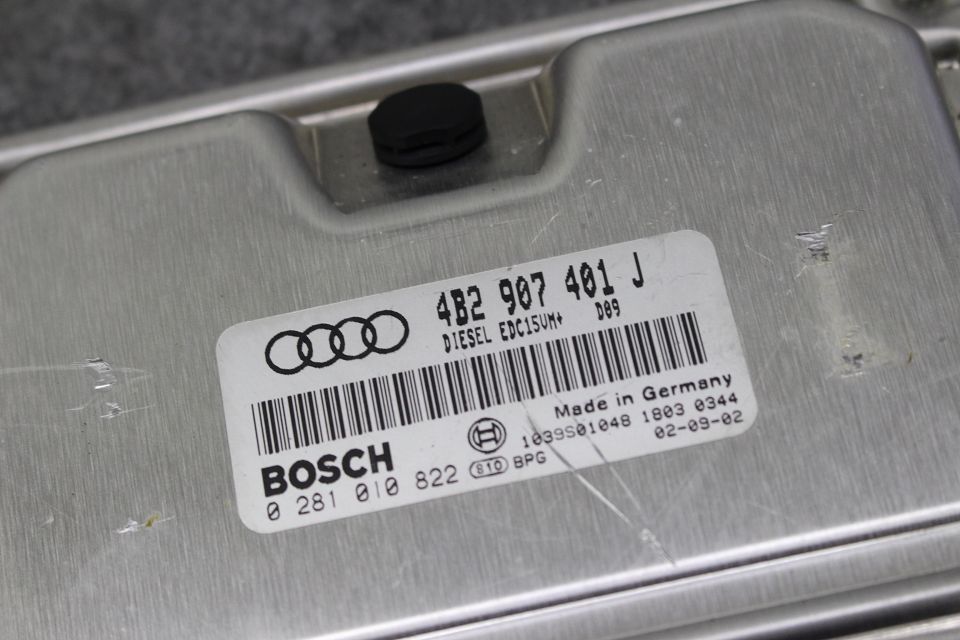 4B2 907 401 J
DIESEL EDC15VM+ D09
Made in Germany
BOSCH
1039S01048 1803 0344
0 281 010 822 810 BPG 02-09-02